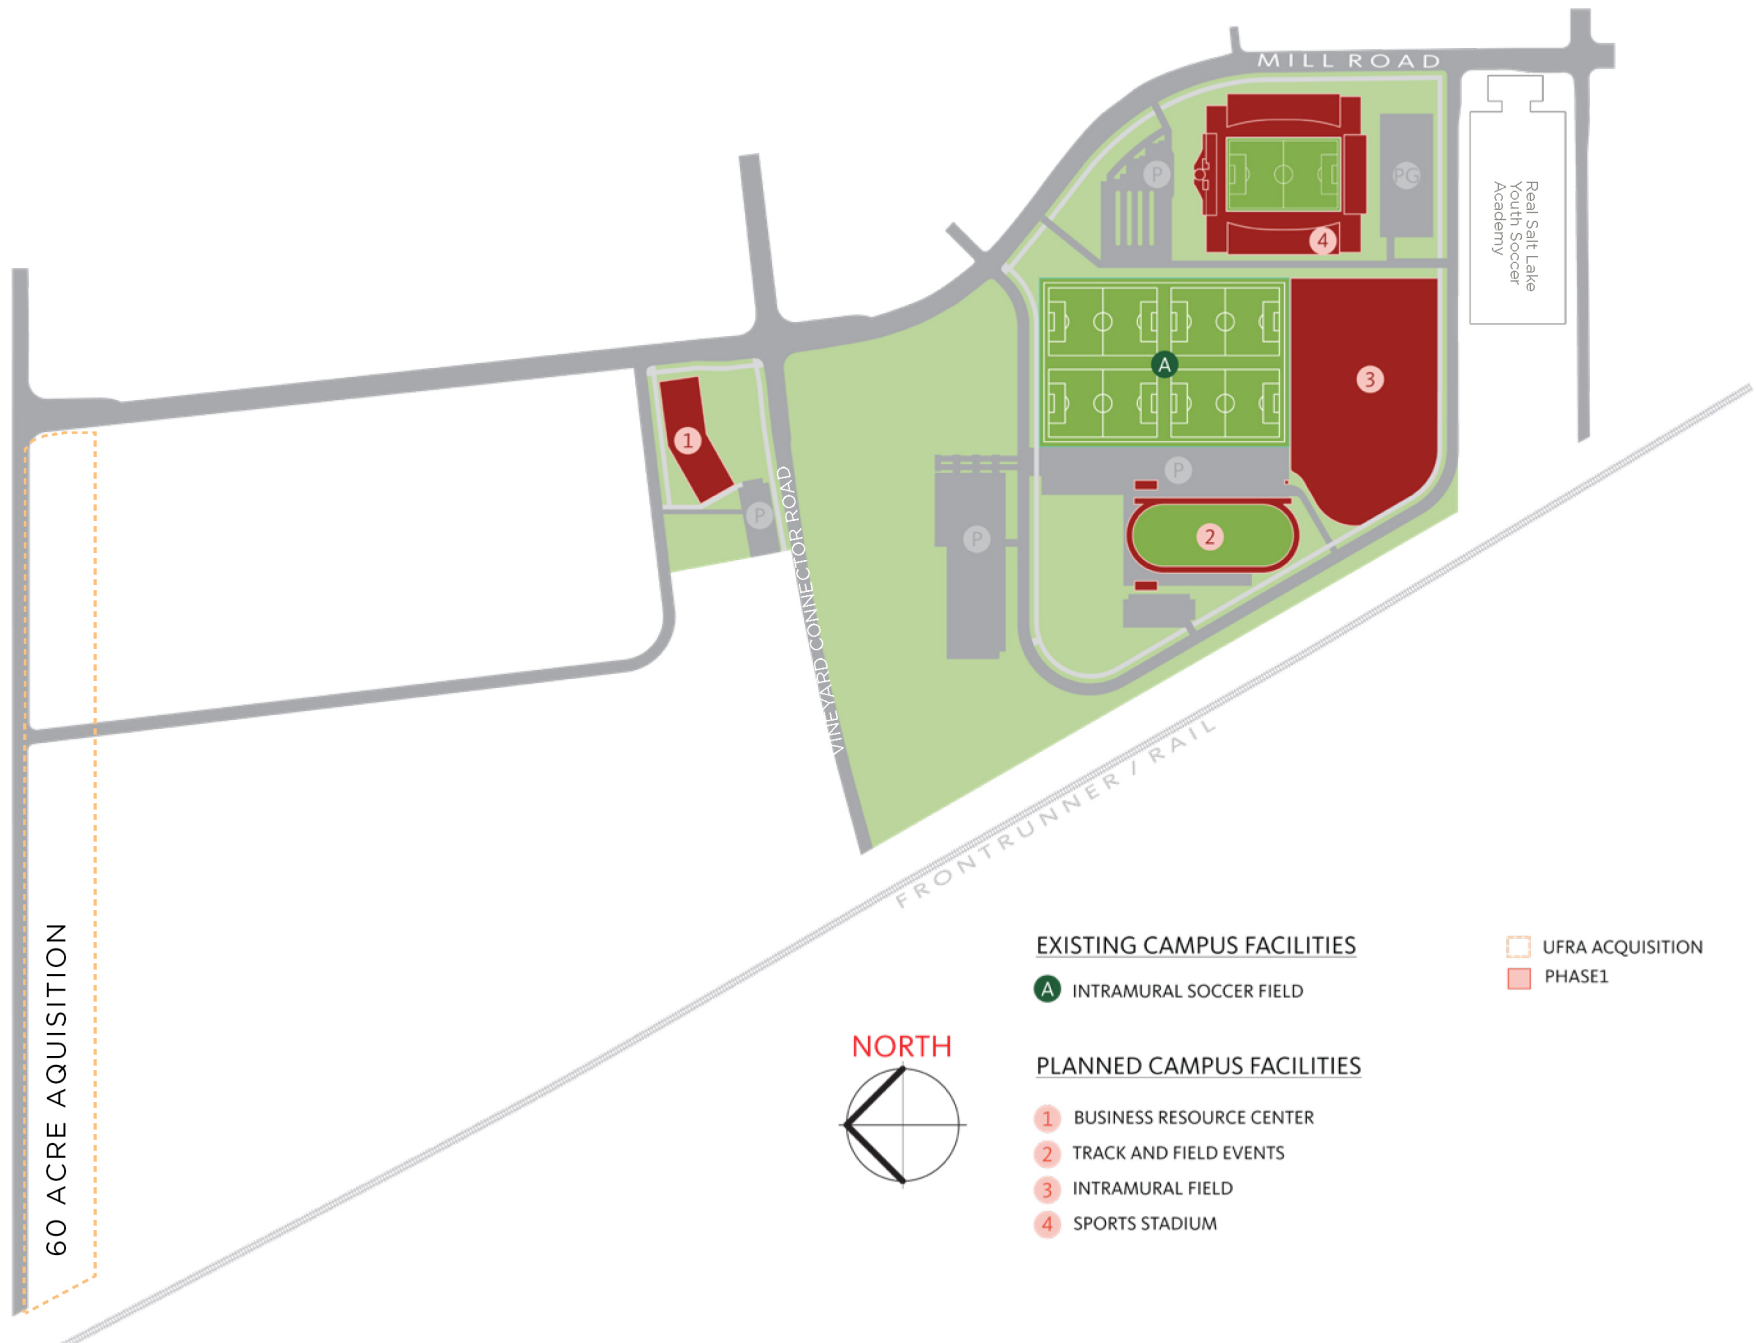 MILL ROAD
P
PG
4
Real Salt Lake
Youth Soccer
Academy
A
3
1
P
P
2
P
VINEYARD CONNECTOR ROAD
FRONTRUNNER / RAIL
60 ACRE AQUISITION
EXISTING CAMPUS FACILITIES
A INTRAMURAL SOCCER FIELD
UFRA ACQUISITION
PHASE1
NORTH
PLANNED CAMPUS FACILITIES
1 BUSINESS RESOURCE CENTER
2 TRACK AND FIELD EVENTS
3 INTRAMURAL FIELD
4 SPORTS STADIUM